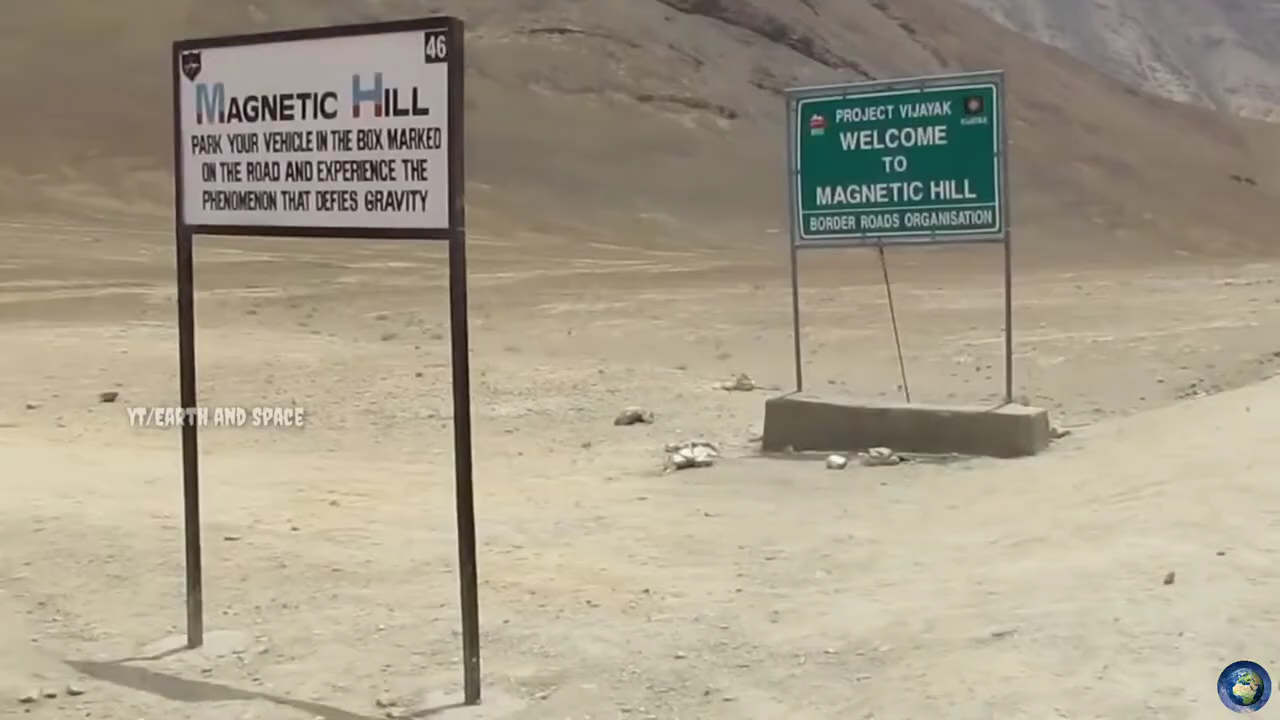 46
MAGNETIC HILL
PARK YOUR VEHICLE IN THE BOX MARKED
ON THE ROAD AND EXPERIENCE THE
PHENOMENON THAT DEFIES GRAVITY
PROJECT VIJAYAK
VIJAYAK
WELCOME
TO
MAGNETIC HILL
BORDER ROADS ORGANISATION
YT/EARTH AND SPACE